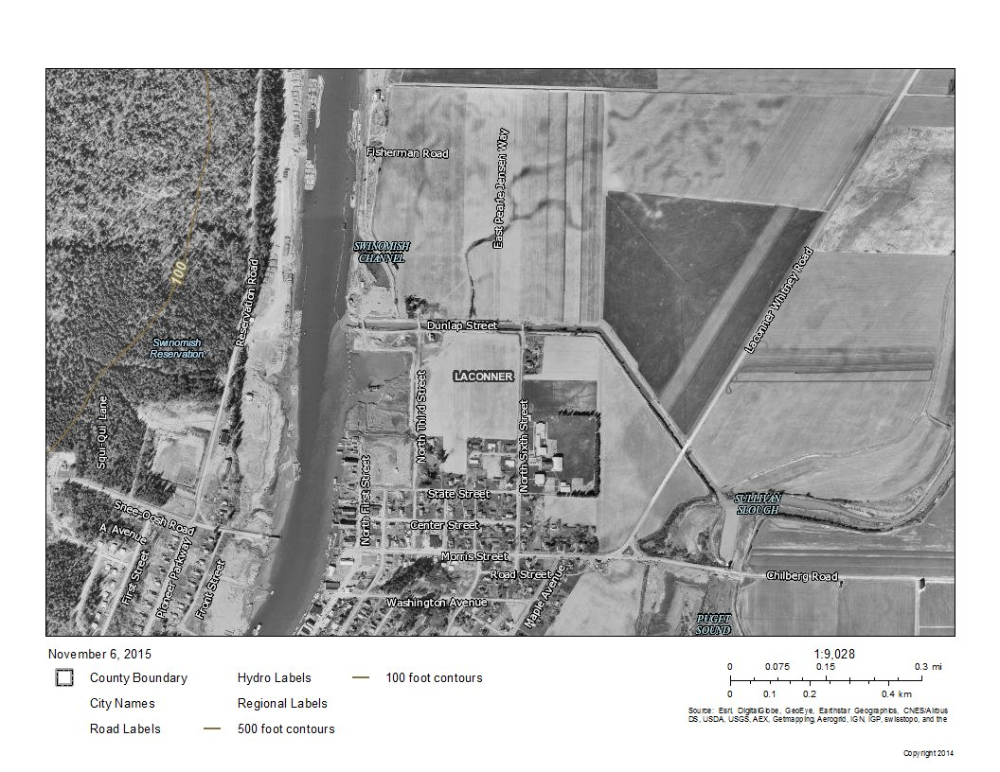 Fisherman Road
East Pearle Jensen Way
SWINOMISH
CHANNEL
100
Reservation Road
Laconner Whitney Road
Dunlap Street
Swinomish
Reservation
LACONNER
North Third Street
Squi-Qui Lane
North Sixth Street
North First Street
State Street
SULLIVAN
SLOUGH
Snee-Oosh Road
A Avenue
Center Street
First Street
Pioneer Parkway
Front Street
Morris Street
Road Street
Maple Avenue
Chilberg Road
Washington Avenue
PUGET
SOUND
November 6, 2015
1:9,028
0 0.075 0.15 0.3 mi
0 0.1 0.2 0.4 km
County Boundary
Hydro Labels
100 foot contours
City Names
Regional Labels
Road Labels
500 foot contours
Source: Esri, DigitalGlobe, GeoEye, Earthstar Geographics, CNES/Airbus
DS, USDA, USGS, AEX, Getmapping, Aerogrid, IGN, IGP, swisstopo, and the
Copyright 2014